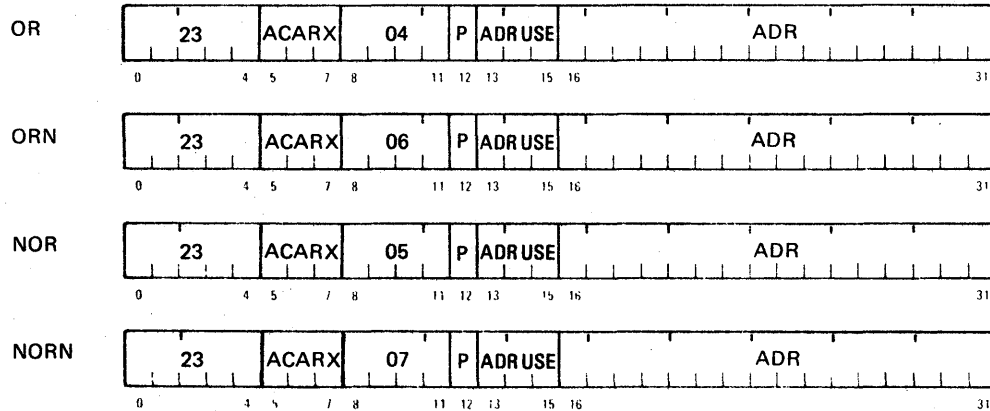 OR 23 ACARX 04 P ADR USE ADR
0 4 5 7 8 11 12 13 15 16 31
ORN 23 ACARX 06 P ADR USE ADR
0 4 5 7 8 11 12 13 15 16 31
NOR 23 ACARX 05 P ADR USE ADR
0 4 5 7 8 11 12 13 15 16 31
NORN 23 ACARX 07 P ADR USE ADR
0 4 5 7 8 11 12 13 15 16 31